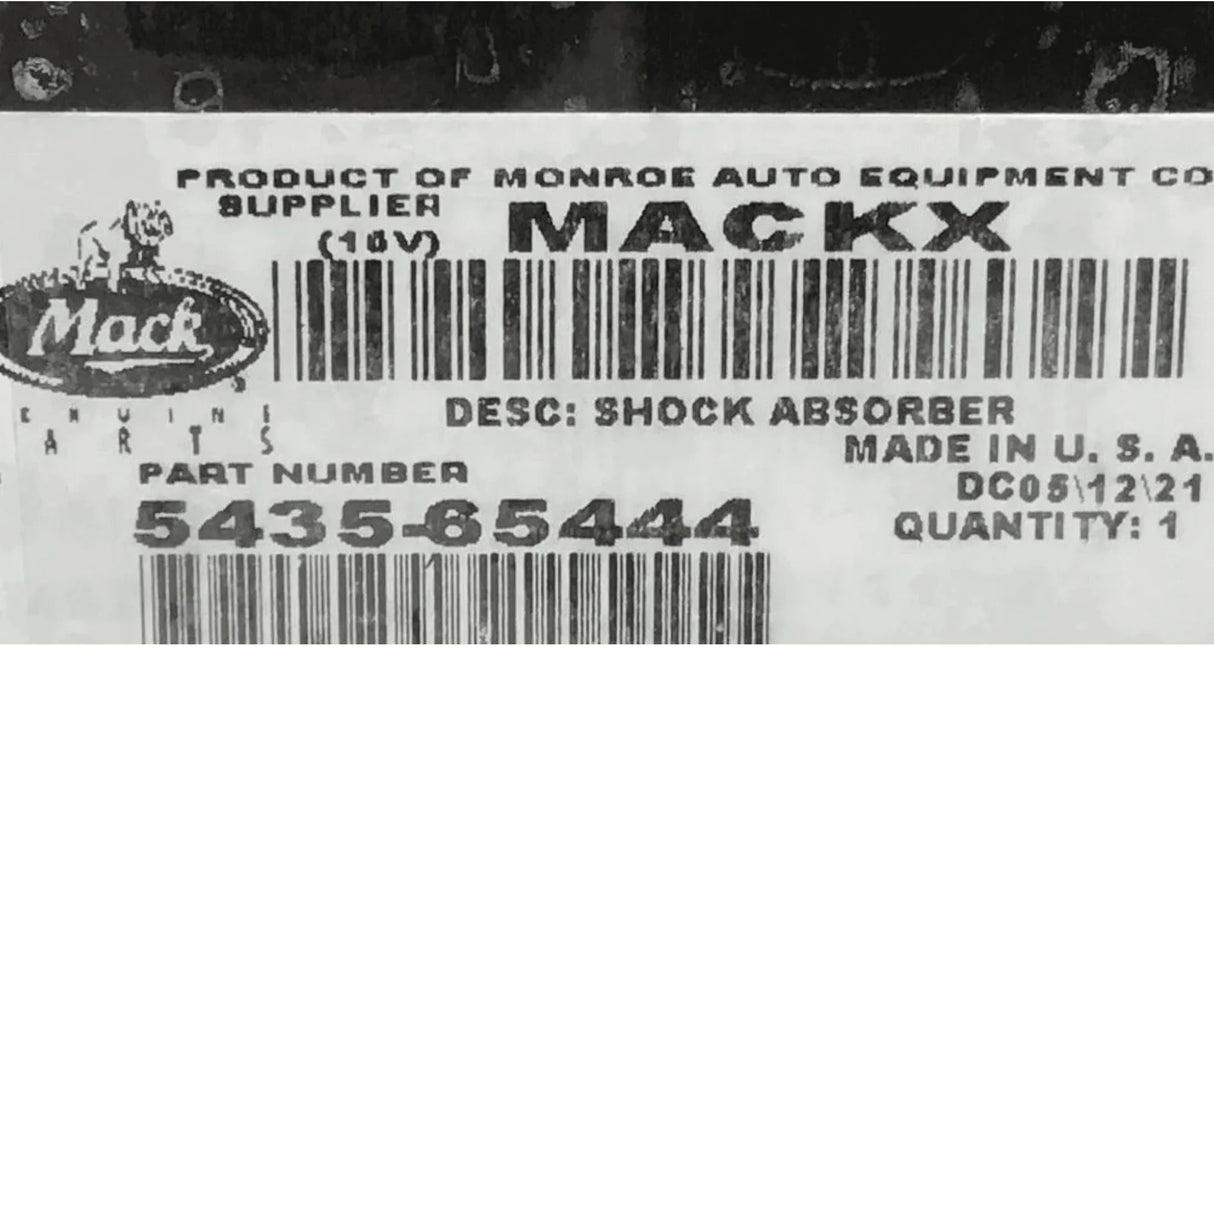 PRODUCT OF MONROE AUTO EQUIPMENT CO
SUPPLIER
(16V) MACKX
Mack
DESC: SHOCK ABSORBER
E N U I N E
A R T S
MADE IN U. S. A.
PART NUMBER
DC05\12\21
5435-65444
QUANTITY: 1